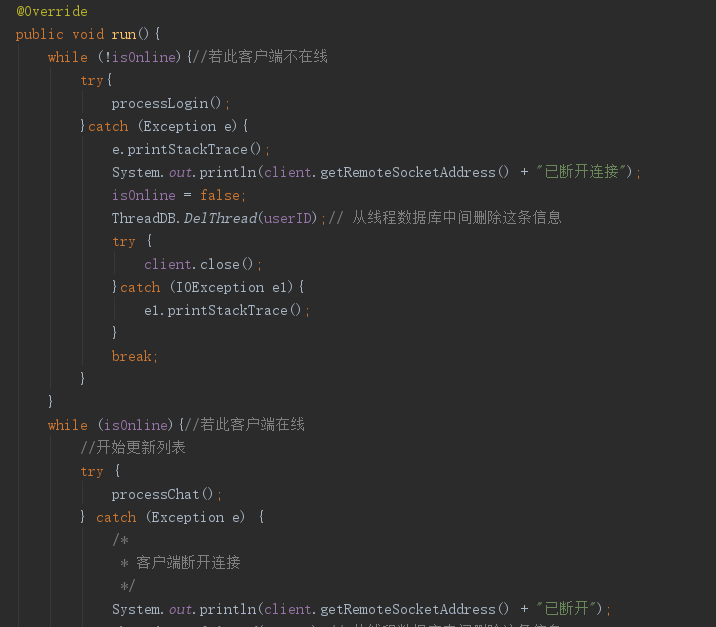 @Override
public void run(){
while (!isOnline){//若此客户端不在线
try{
processLogin();
}catch (Exception e){
e.printStackTrace();
System.out.println(client.getRemoteSocketAddress() + "已断开连接");
isOnline = false;
ThreadDB.DelThread(userID);// 从线程数据库中间删除这条信息
try {
client.close();
}catch (IOException e1){
e1.printStackTrace();
}
break;
}
}
while (isOnline){//若此客户端在线
//开始更新列表
try {
processChat();
} catch (Exception e) {
/*
* 客户端断开连接
*/
System.out.println(client.getRemoteSocketAddress() + "已断开");